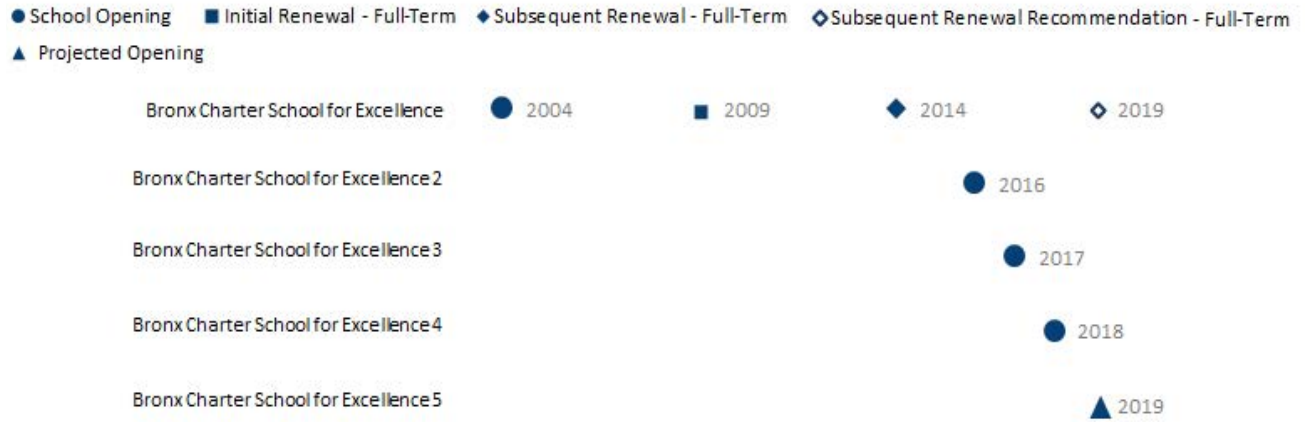 School Opening Initial Renewal - Full-Term Subsequent Renewal - Full-Term Subsequent Renewal Recommendation - Full-Term
Projected Opening
Bronx Charter School for Excellence 2004 2009 2014 2019
Bronx Charter School for Excellence 2 2016
Bronx Charter School for Excellence 3 2017
Bronx Charter School for Excellence 4 2018
Bronx Charter School for Excellence 5 2019